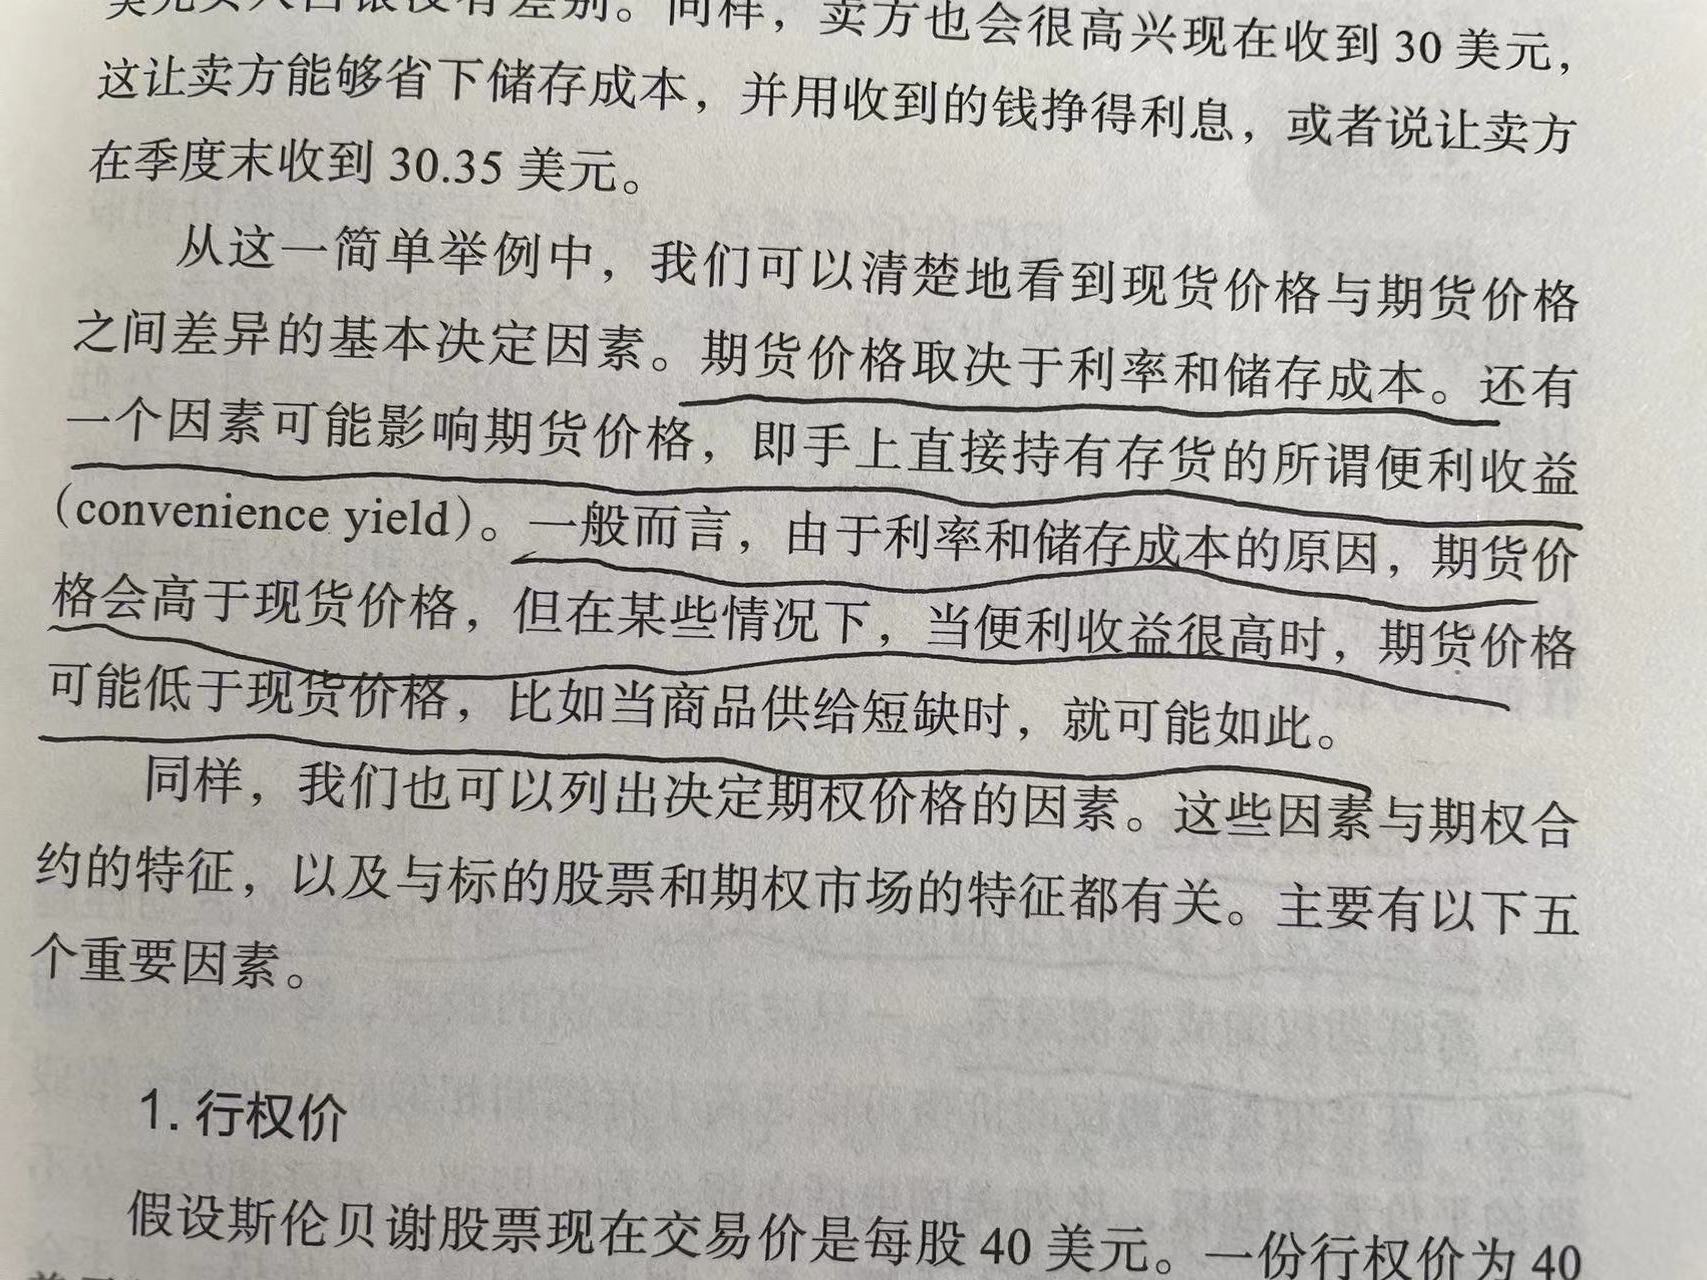 美元买入白银没有差别。同样，卖方也会很高兴现在收到 30 美元，
这让卖方能够省下储存成本，并用收到的钱挣得利息，或者说让卖方
在季度末收到 30.35 美元。
从这一简单举例中，我们可以清楚地看到现货价格与期货价格
之间差异的基本决定因素。期货价格取决于利率和储存成本。还有
一个因素可能影响期货价格，即手上直接持有存货的所谓便利收益
（convenience yield）。一般而言，由于利率和储存成本的原因，期货价
格会高于现货价格，但在某些情况下，当便利收益很高时，期货价格
可能低于现货价格，比如当商品供给短缺时，就可能如此。
同样，我们也可以列出决定期权价格的因素。这些因素与期权合
约的特征，以及与标的股票和期权市场的特征都有关。主要有以下五
个重要因素。
1. 行权价
假设斯伦贝谢股票现在交易价是每股 40 美元。一份行权价为 40